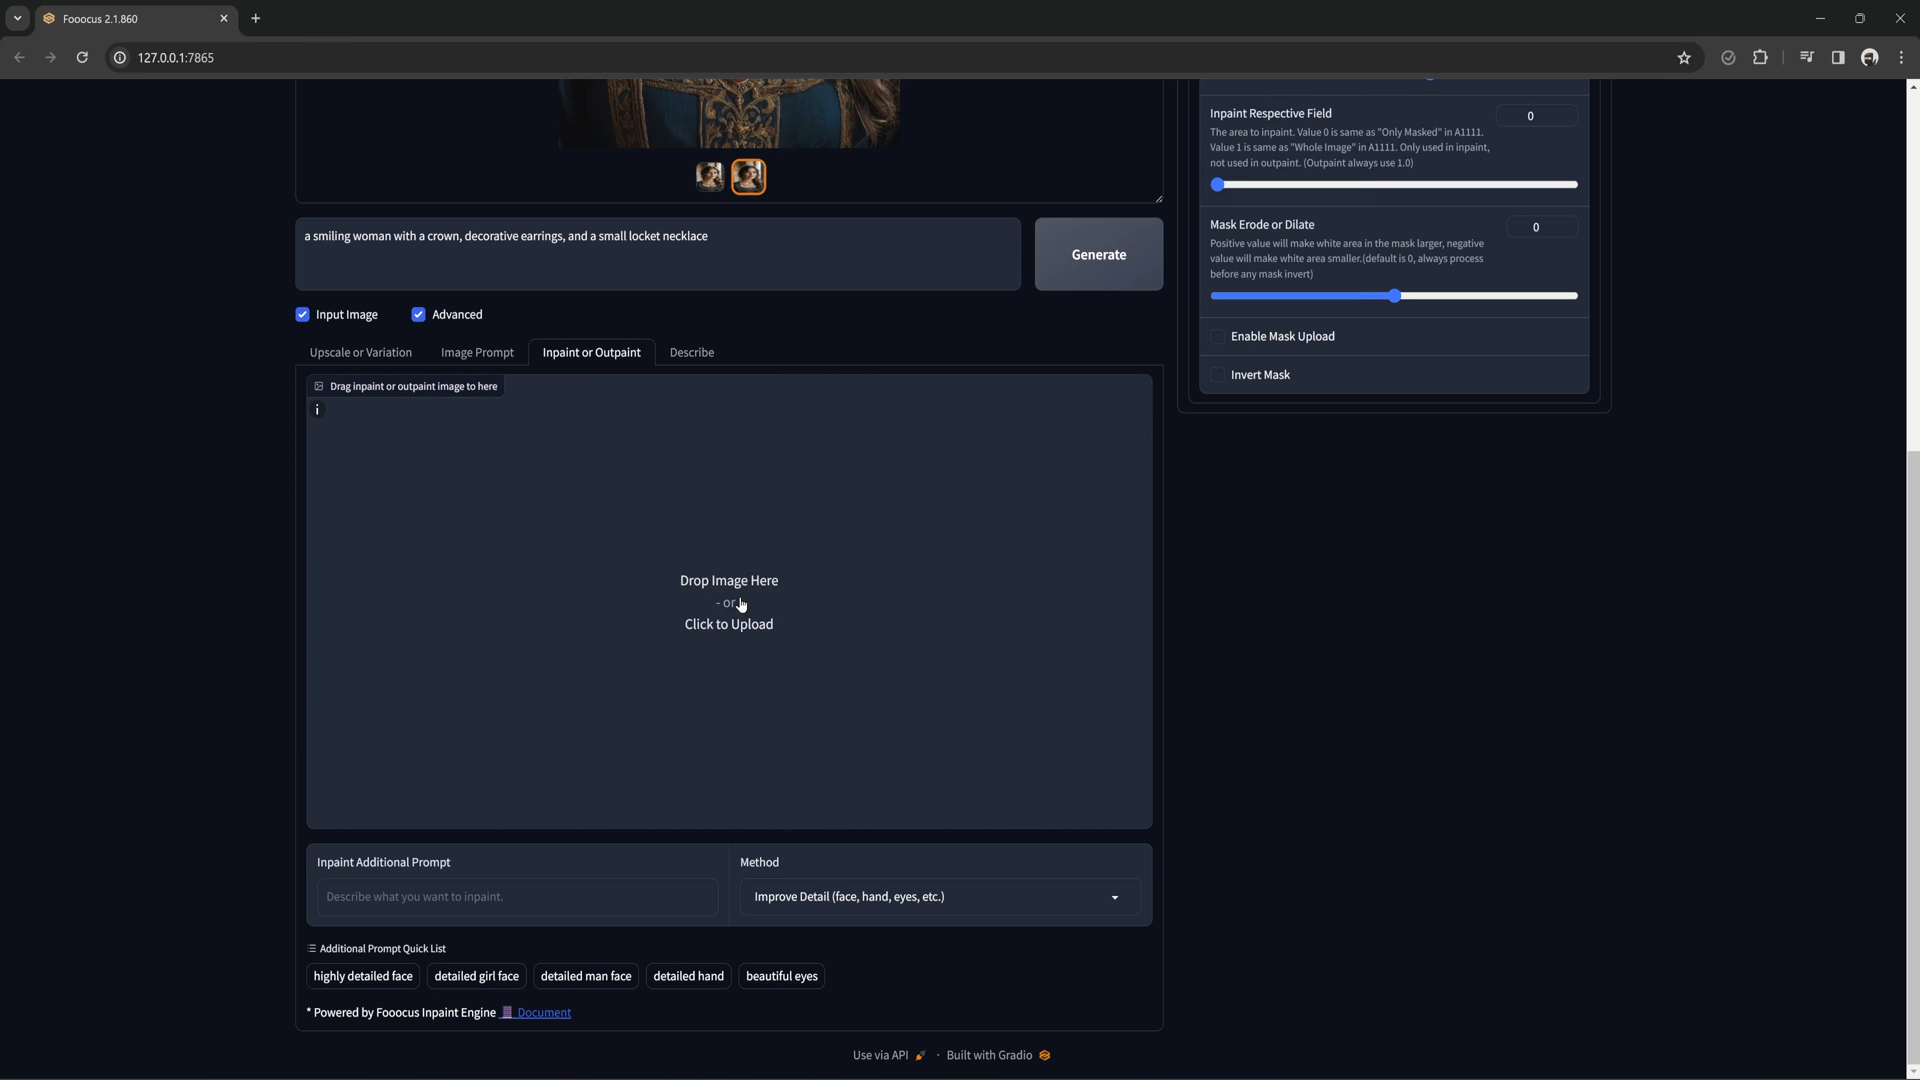 Fooocus 2.1.860
127.0.0.1:7865
Inpaint Respective Field
0
The area to inpaint. Value 0 is same as "Only Masked" in A1111.
Value 1 is same as "Whole Image" in A1111. Only used in inpaint,
not used in outpaint. (Outpaint always use 1.0)
Mask Erode or Dilate
0
Positive value will make white area in the mask larger, negative
value will make white area smaller.(default is 0, always process
before any mask invert)
Enable Mask Upload
Invert Mask
a smiling woman with a crown, decorative earrings, and a small locket necklace
Generate
Input Image
Advanced
Upscale or Variation
Image Prompt
Inpaint or Outpaint
Describe
Drag inpaint or outpaint image to here
i
Drop Image Here
- or
Click to Upload
Inpaint Additional Prompt
Describe what you want to inpaint.
Method
Improve Detail (face, hand, eyes, etc.)
Additional Prompt Quick List
highly detailed face
detailed girl face
detailed man face
detailed hand
beautiful eyes
* Powered by Fooocus Inpaint Engine Document
Use via API · Built with Gradio